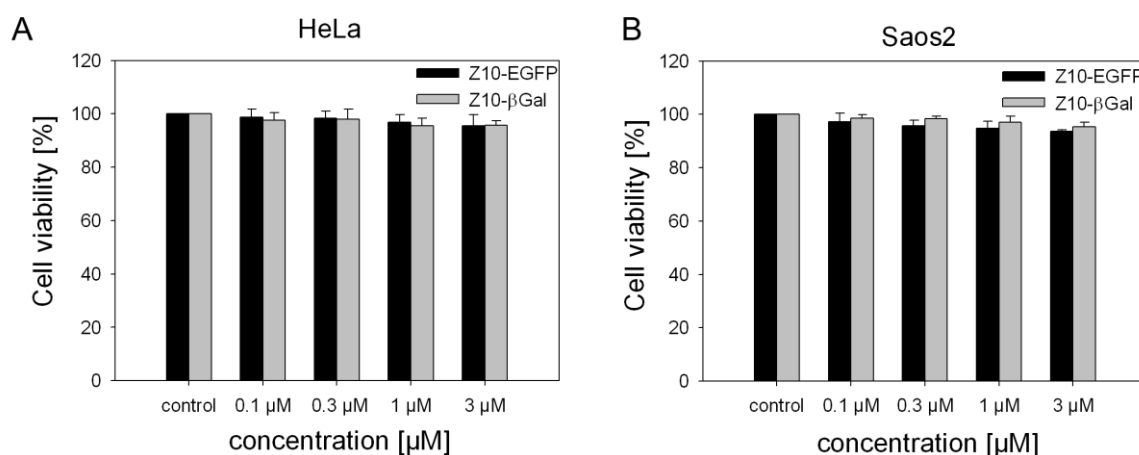 A
HeLa
Cell viability [%]
120
100
80
60
40
20
0
Z10-EGFP
Z10-βGal
control
0.1 µM
0.3 µM
1 µM
3 µM
concentration [µM]
B
Saos2
Cell viability [%]
120
100
80
60
40
20
0
Z10-EGFP
Z10-βGal
control
0.1 µM
0.3 µM
1 µM
3 µM
concentration [µM]